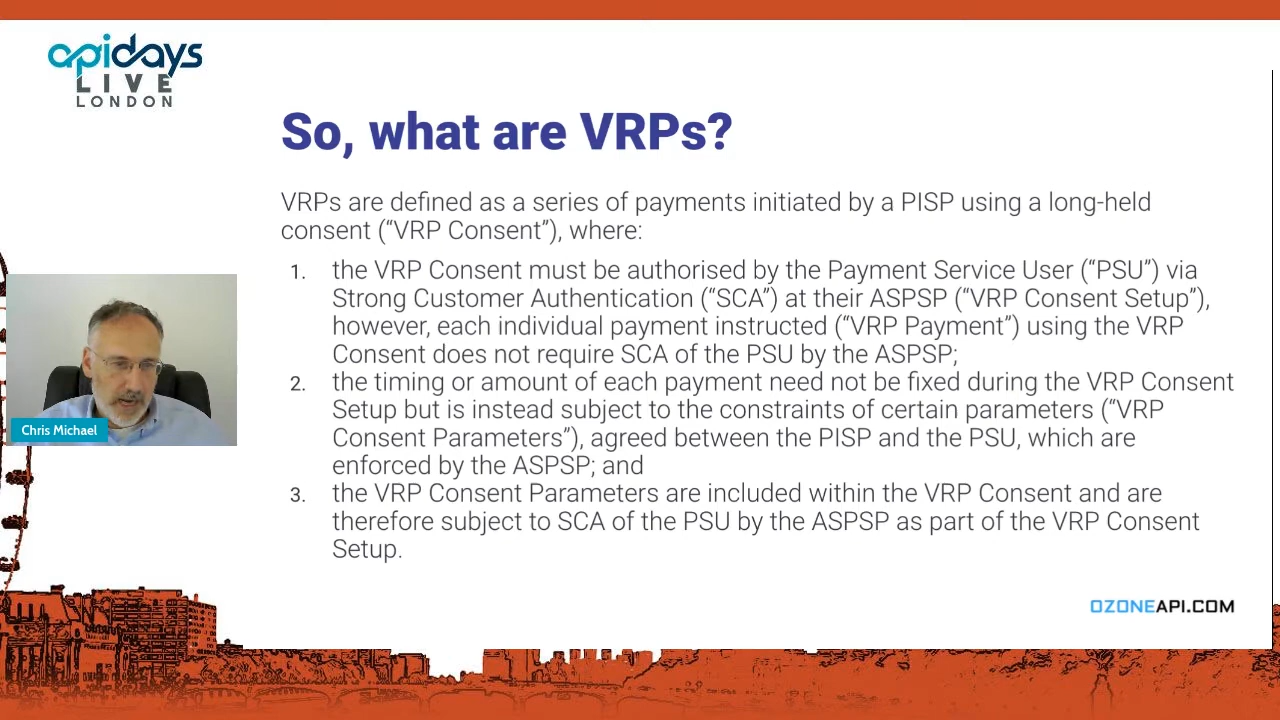 apidays
LIVE
LONDON
So, what are VRPs?
VRPs are defined as a series of payments initiated by a PISP using a long-held
consent (“VRP Consent”), where:
1. the VRP Consent must be authorised by the Payment Service User (“PSU”) via
Strong Customer Authentication (“SCA”) at their ASPSP (“VRP Consent Setup”),
however, each individual payment instructed (“VRP Payment”) using the VRP
Consent does not require SCA of the PSU by the ASPSP;
2. the timing or amount of each payment need not be fixed during the VRP Consent
Setup but is instead subject to the constraints of certain parameters (“VRP
Consent Parameters”), agreed between the PISP and the PSU, which are
enforced by the ASPSP; and
3. the VRP Consent Parameters are included within the VRP Consent and are
therefore subject to SCA of the PSU by the ASPSP as part of the VRP Consent
Setup.
Chris Michael
OZONEAPI.COM